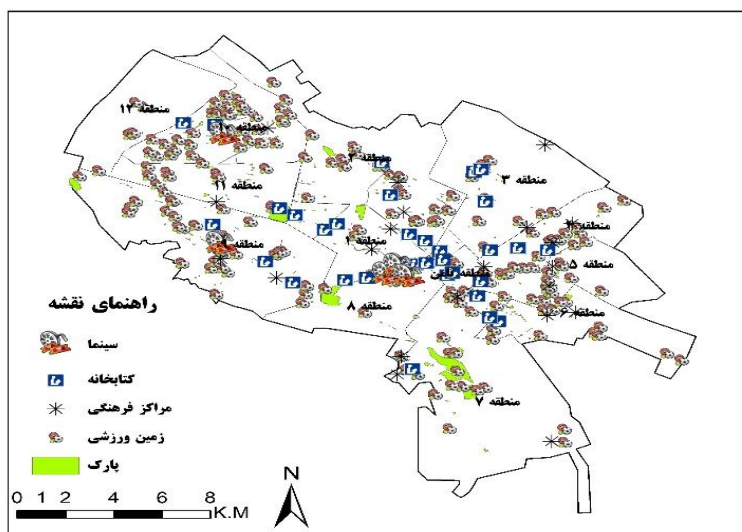 منطقه ۱۲
منطقه ۱۰
منطقه ۲
منطقه ۳
منطقه ۱۱
منطقه ۴
منطقه ۹
منطقه ۱
منطقه ثامن
منطقه ۵
منطقه ۸
منطقه ۶
منطقه ۷
راهنمای نقشه
سینما
کتابخانه
مراکز فرهنگی
زمین ورزشی
پارک
N
0 1 2 4 6 8
K.M